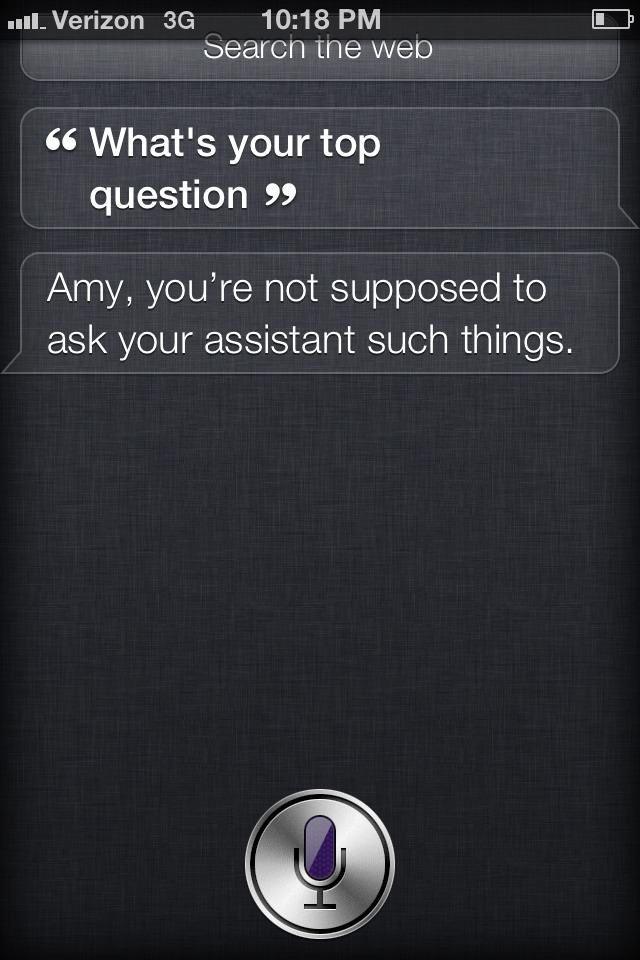 Verizon 3G 10:18 PM
Search the web
“ What's your top
question ”
Amy, you’re not supposed to
ask your assistant such things.